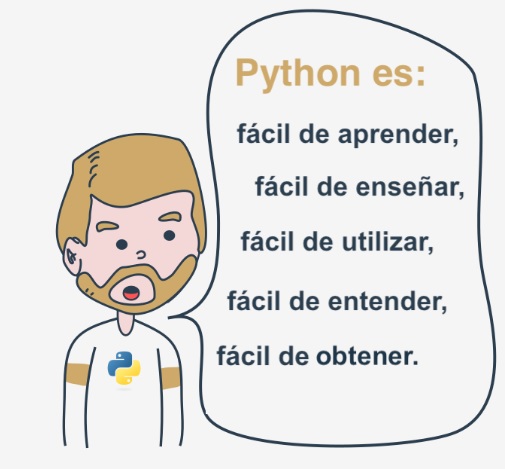 Python es:
fácil de aprender,
fácil de enseñar,
fácil de utilizar,
fácil de entender,
fácil de obtener.